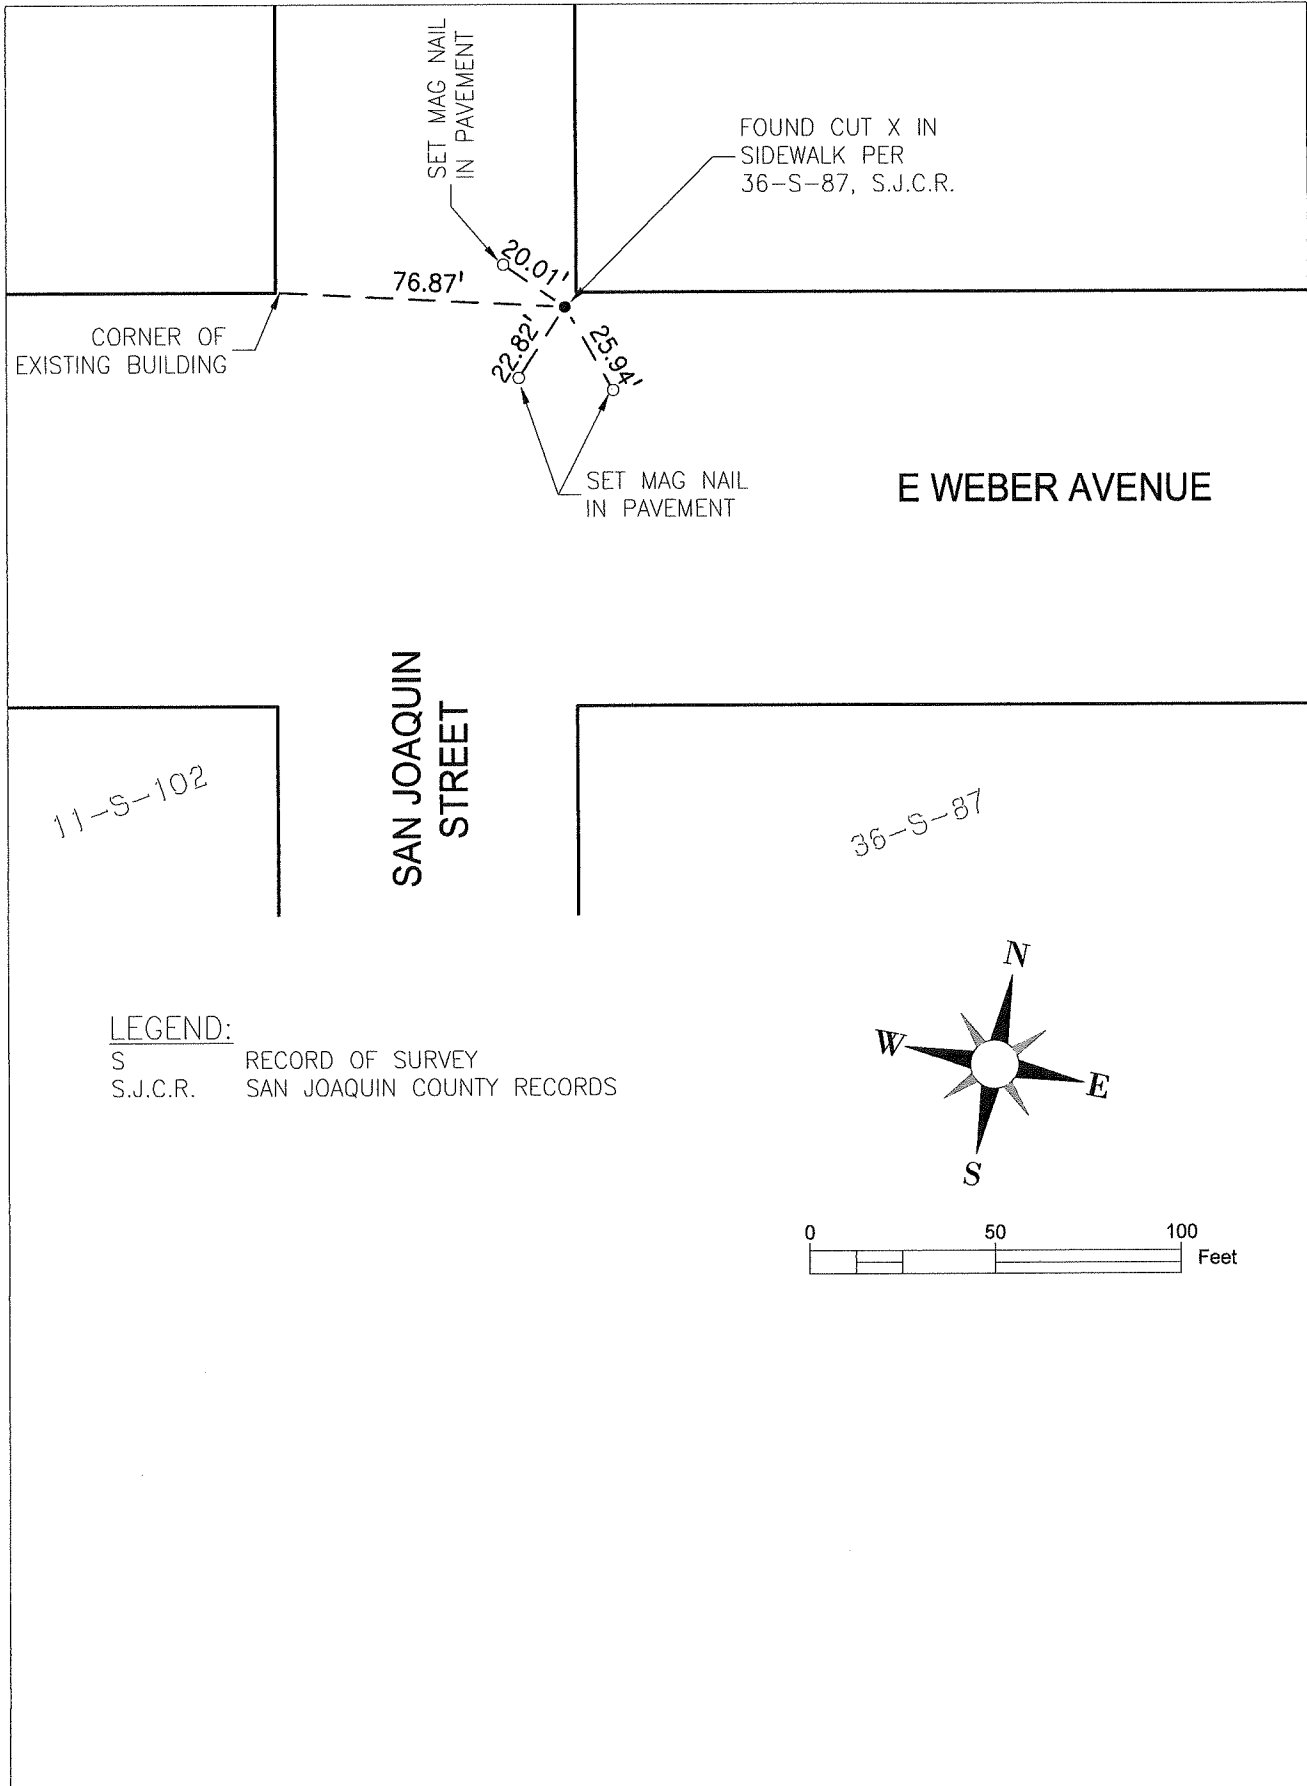 SET MAG NAIL
IN PAVEMENT
FOUND CUT X IN
SIDEWALK PER
36-S-87, S.J.C.R.
20.01'
76.87'
CORNER OF
EXISTING BUILDING
22.82'
25.94'
SET MAG NAIL
IN PAVEMENT
E WEBER AVENUE
SAN JOAQUIN
STREET
11-S-102
36-S-87
N
W
E
S
LEGEND:
S RECORD OF SURVEY
S.J.C.R. SAN JOAQUIN COUNTY RECORDS
0 50 100
Feet